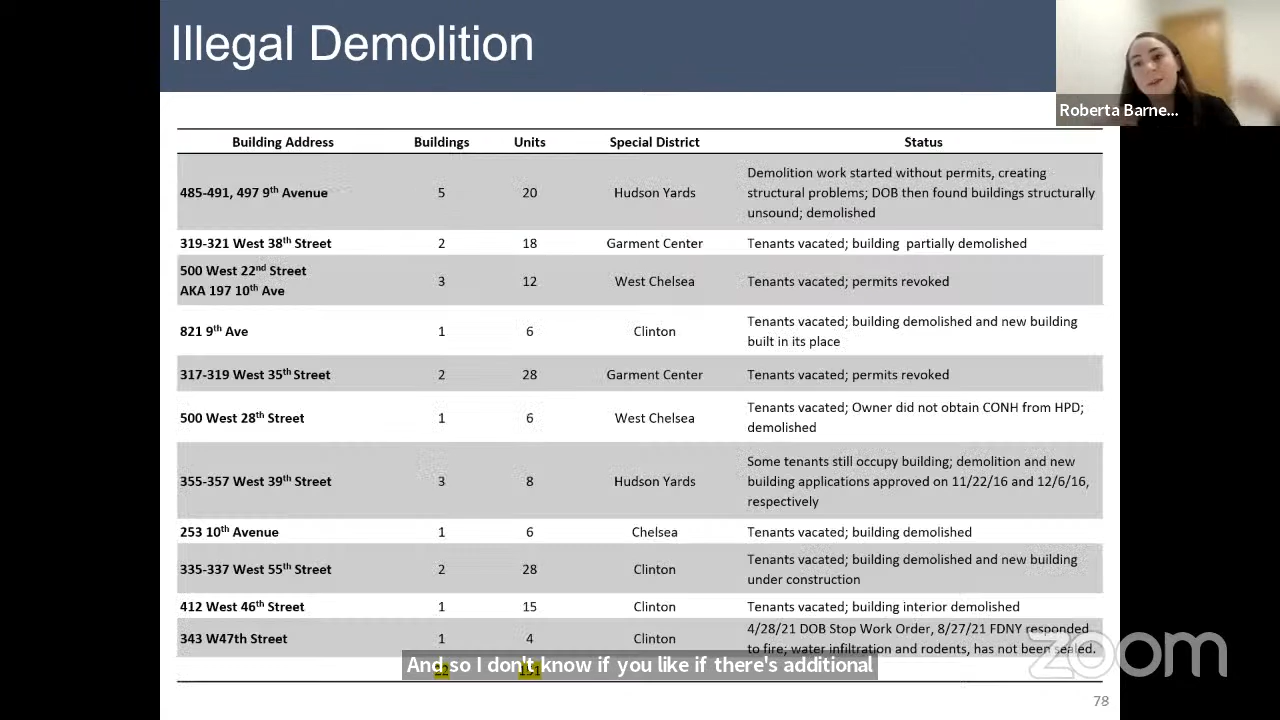 Illegal Demolition
Roberta Barne...
Building Address Buildings Units Special District Status
485-491, 497 9th Avenue 5 20 Hudson Yards Demolition work started without permits, creating
structural problems; DOB then found buildings structurally
unsound; demolished
319-321 West 38th Street 2 18 Garment Center Tenants vacated; building partially demolished
500 West 22nd Street
AKA 197 10th Ave 3 12 West Chelsea Tenants vacated; permits revoked
821 9th Ave 1 6 Clinton Tenants vacated; building demolished and new building
built in its place
317-319 West 35th Street 2 28 Garment Center Tenants vacated; permits revoked
500 West 28th Street 1 6 West Chelsea Tenants vacated; Owner did not obtain CONH from HPD;
demolished
355-357 West 39th Street 3 8 Hudson Yards Some tenants still occupy building; demolition and new
building applications approved on 11/22/16 and 12/6/16,
respectively
253 10th Avenue 1 6 Chelsea Tenants vacated; building demolished
335-337 West 55th Street 2 28 Clinton Tenants vacated; building demolished and new building
under construction
412 West 46th Street 1 15 Clinton Tenants vacated; building interior demolished
343 W47th Street 1 4 Clinton 4/28/21 DOB Stop Work Order, 8/27/21 FDNY responded
to fire; water infiltration and rodents, has not been sealed.
And so I don't know if you like if there's additional
22 151
zoom
78